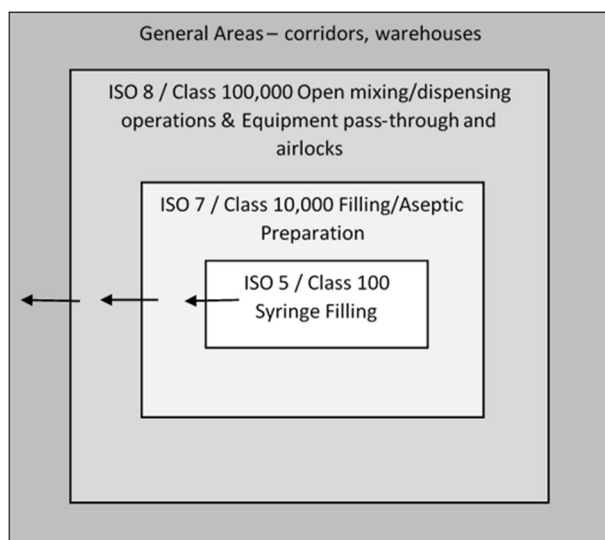 General Areas – corridors, warehouses
ISO 8 / Class 100,000 Open mixing/dispensing
operations & Equipment pass-through and
airlocks
ISO 7 / Class 10,000 Filling/Aseptic
Preparation
ISO 5 / Class 100
Syringe Filling